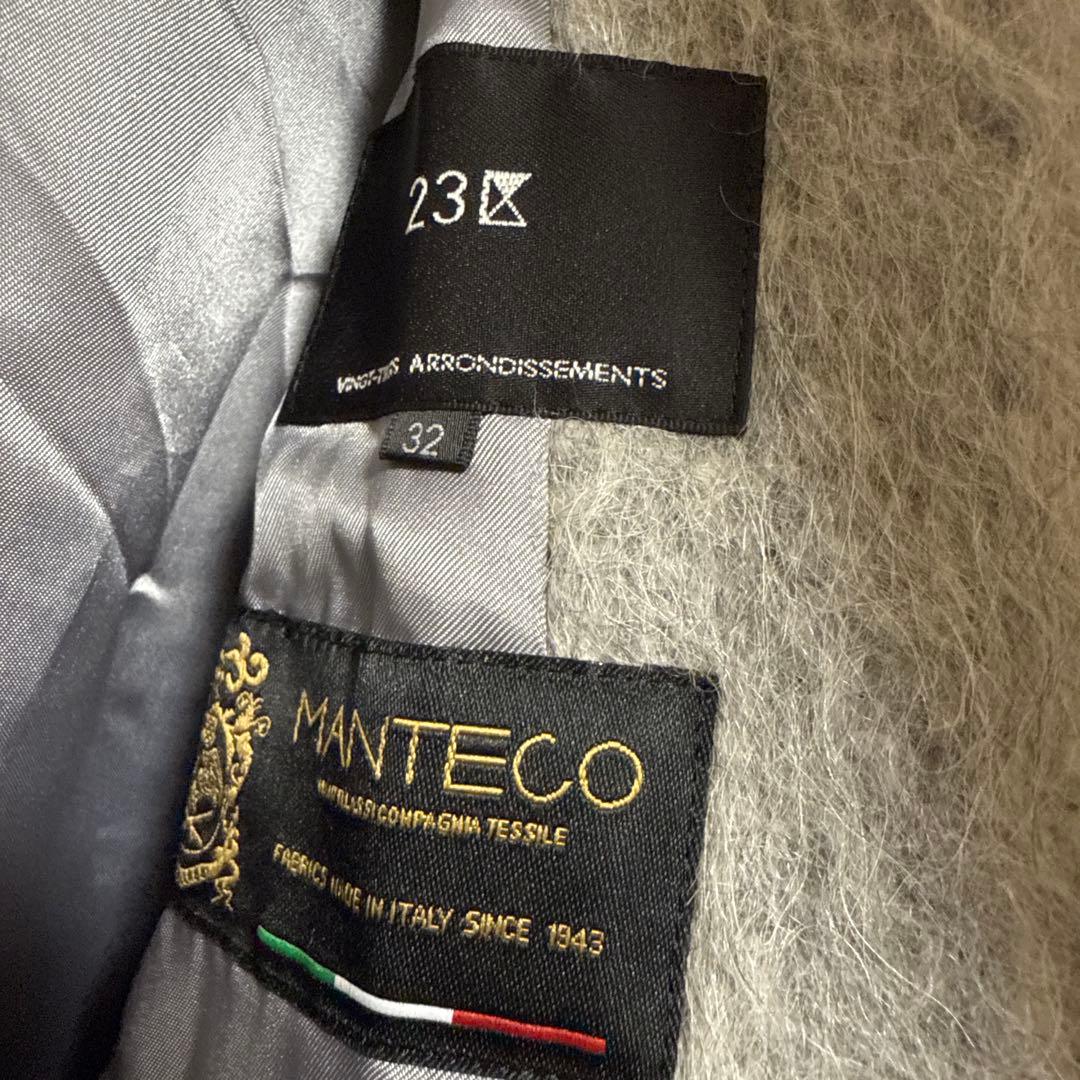 23区
VINGT-TROIS ARRONDISSEMENTS
32
MANTECO
COMPAGNIA TESSILE
FABRICS MADE IN ITALY SINCE 1943